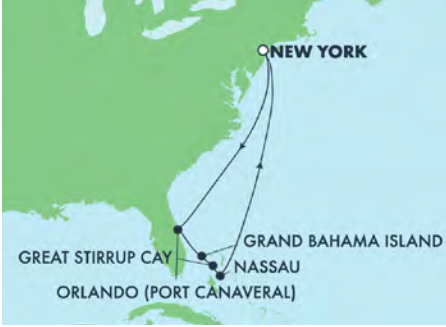 NEW YORK
GRAND BAHAMA ISLAND
GREAT STIRRUP CAY
NASSAU
ORLANDO (PORT CANAVERAL)